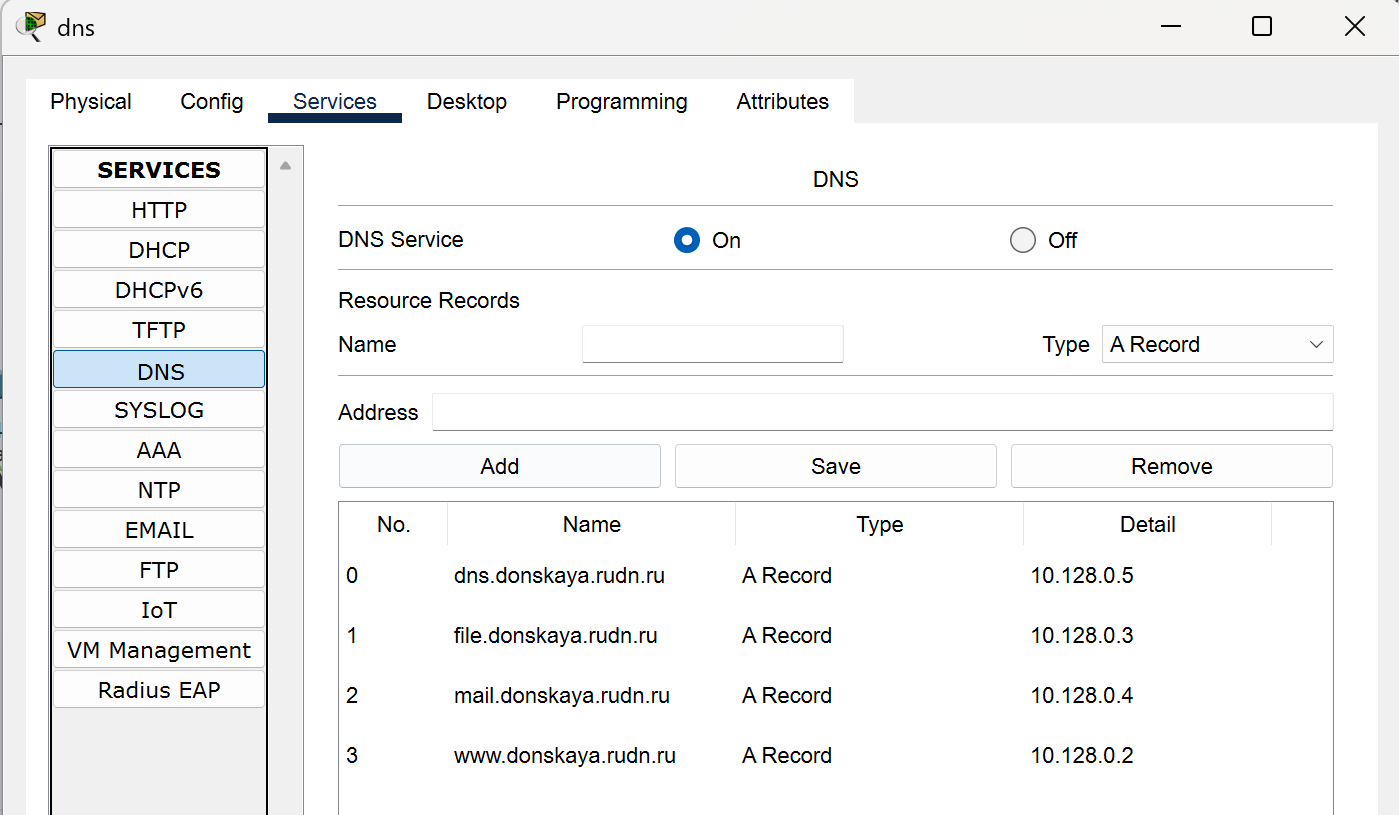 dns
Physical Config Services Desktop Programming Attributes
SERVICES
HTTP
DHCP
DHCPv6
TFTP
DNS
SYSLOG
AAA
NTP
EMAIL
FTP
IoT
VM Management
Radius EAP
DNS
DNS Service On Off
Resource Records
Name Type A Record
Address
Add Save Remove
No. Name Type Detail
0 dns.donskaya.rudn.ru A Record 10.128.0.5
1 file.donskaya.rudn.ru A Record 10.128.0.3
2 mail.donskaya.rudn.ru A Record 10.128.0.4
3 www.donskaya.rudn.ru A Record 10.128.0.2